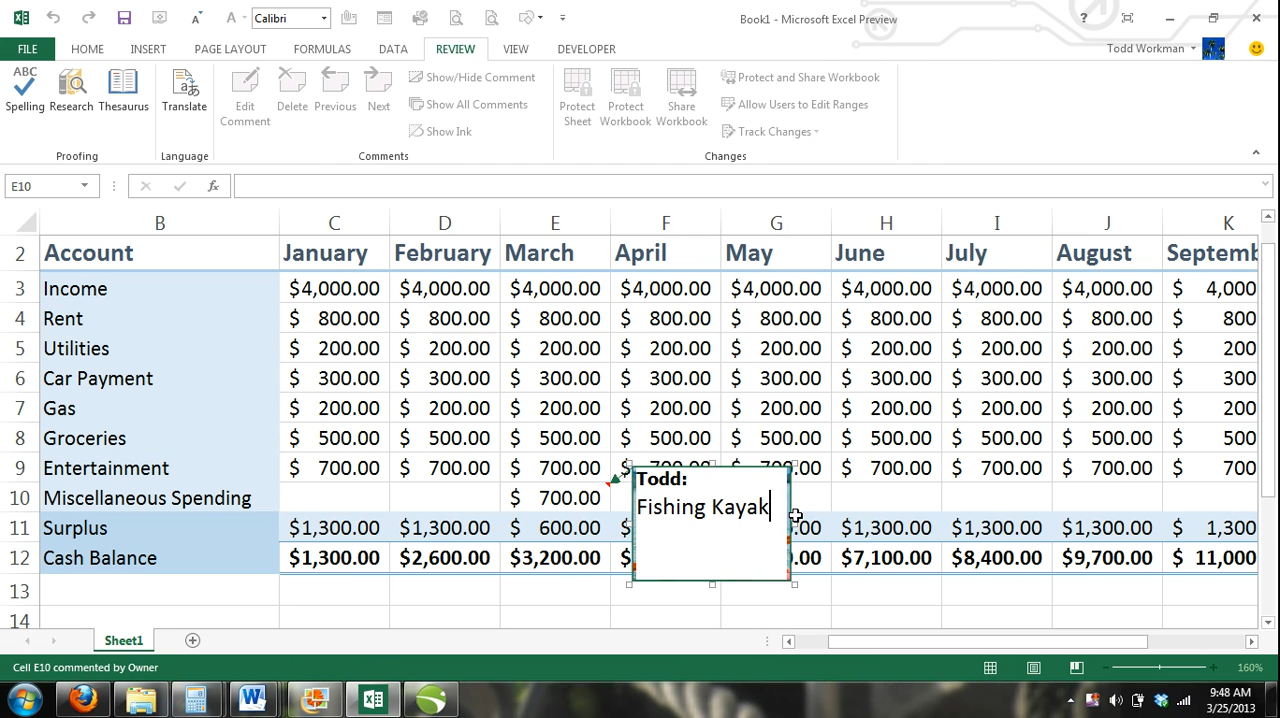 Calibri
Book1 - Microsoft Excel Preview
?
FILE HOME INSERT PAGE LAYOUT FORMULAS DATA REVIEW VIEW DEVELOPER Todd Workman
ABC
Spelling Research Thesaurus Translate Edit Comment Delete Previous Next Show/Hide Comment
Show All Comments
Show Ink
Protect Sheet Protect Workbook Share Workbook Protect and Share Workbook
Allow Users to Edit Ranges
Track Changes
Proofing Language Comments Changes
E10 fx
B C D E F G H I J K
2 Account January February March April May June July August Septemb
3 Income $4,000.00 $4,000.00 $4,000.00 $4,000.00 $4,000.00 $4,000.00 $4,000.00 $4,000.00 $ 4,000
4 Rent $ 800.00 $ 800.00 $ 800.00 $ 800.00 $ 800.00 $ 800.00 $ 800.00 $ 800.00 $ 800
5 Utilities $ 200.00 $ 200.00 $ 200.00 $ 200.00 $ 200.00 $ 200.00 $ 200.00 $ 200.00 $ 200
6 Car Payment $ 300.00 $ 300.00 $ 300.00 $ 300.00 $ 300.00 $ 300.00 $ 300.00 $ 300.00 $ 300
7 Gas $ 200.00 $ 200.00 $ 200.00 $ 200.00 $ 200.00 $ 200.00 $ 200.00 $ 200.00 $ 200
8 Groceries $ 500.00 $ 500.00 $ 500.00 $ 500.00 $ 500.00 $ 500.00 $ 500.00 $ 500.00 $ 500
9 Entertainment $ 700.00 $ 700.00 $ 700.00 $ 700.00 $ 700.00 $ 700.00 $ 700.00 $ 700.00 $ 700
Todd:
Fishing Kayak
10 Miscellaneous Spending $ 700.00
11 Surplus $1,300.00 $1,300.00 $ 600.00 $ .00 $1,300.00 $1,300.00 $1,300.00 $ 1,300
12 Cash Balance $1,300.00 $2,600.00 $3,200.00 $ .00 $7,100.00 $8,400.00 $9,700.00 $ 11,000
13
14
Sheet1
Cell E10 commented by Owner 160%
9:48 AM
3/25/2013